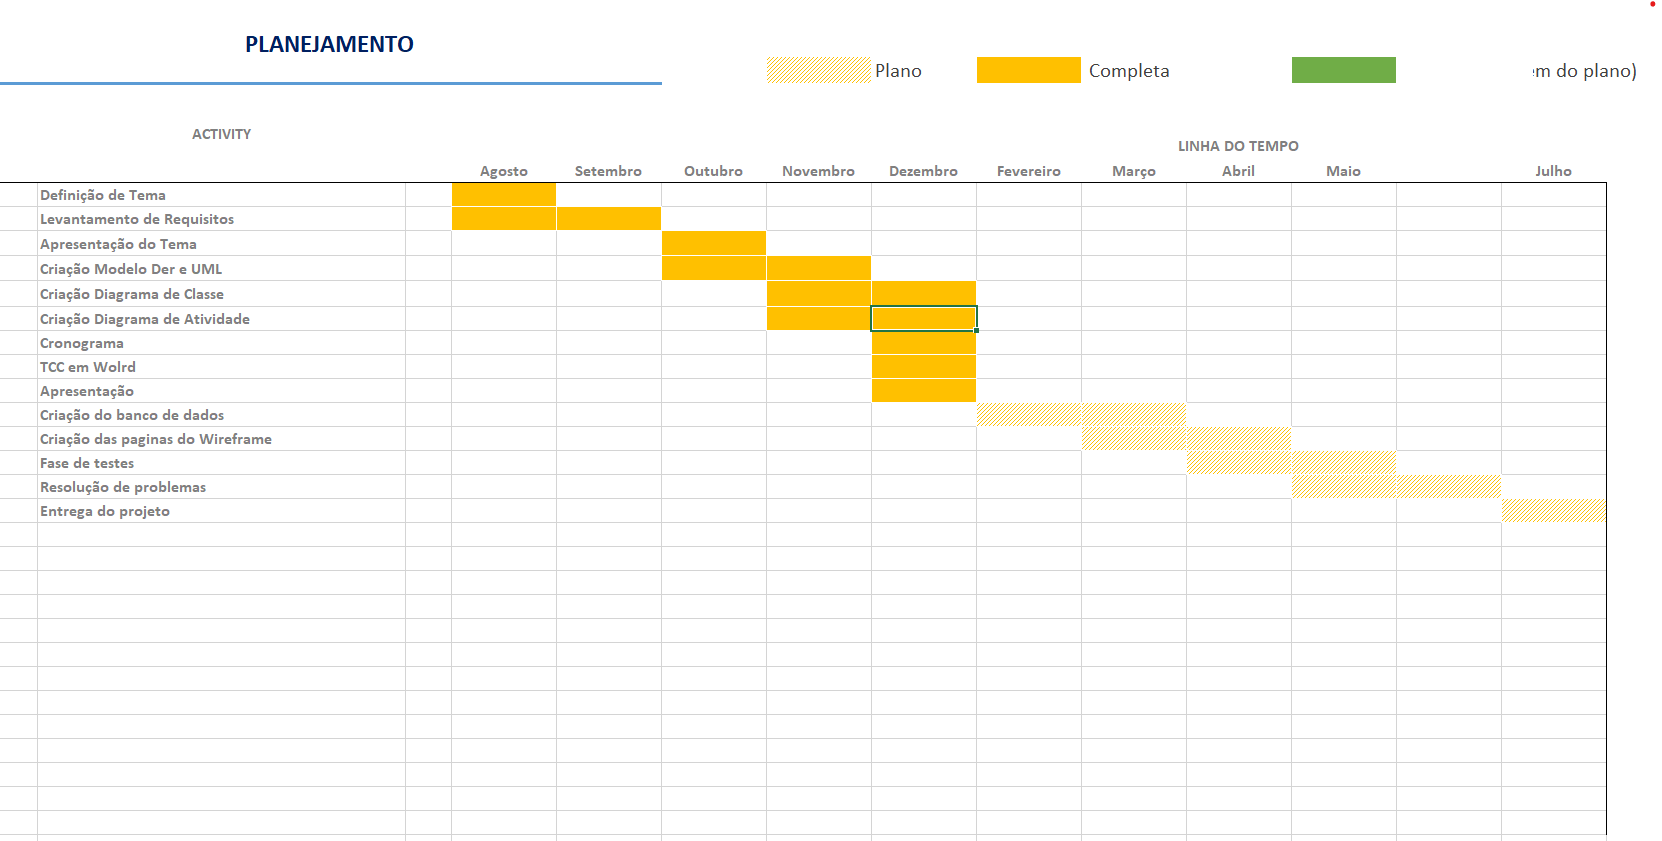 PLANEJAMENTO
Plano
Completa
do plano)
ACTIVITY
LINHA DO TEMPO
Agosto Setembro Outubro Novembro Dezembro Fevereiro Março Abril Maio Julho
Definição de Tema
Levantamento de Requisitos
Apresentação do Tema
Criação Modelo Der e UML
Criação Diagrama de Classe
Criação Diagrama de Atividade
Cronograma
TCC em Wolrd
Apresentação
Criação do banco de dados
Criação das paginas do Wireframe
Fase de testes
Resolução de problemas
Entrega do projeto